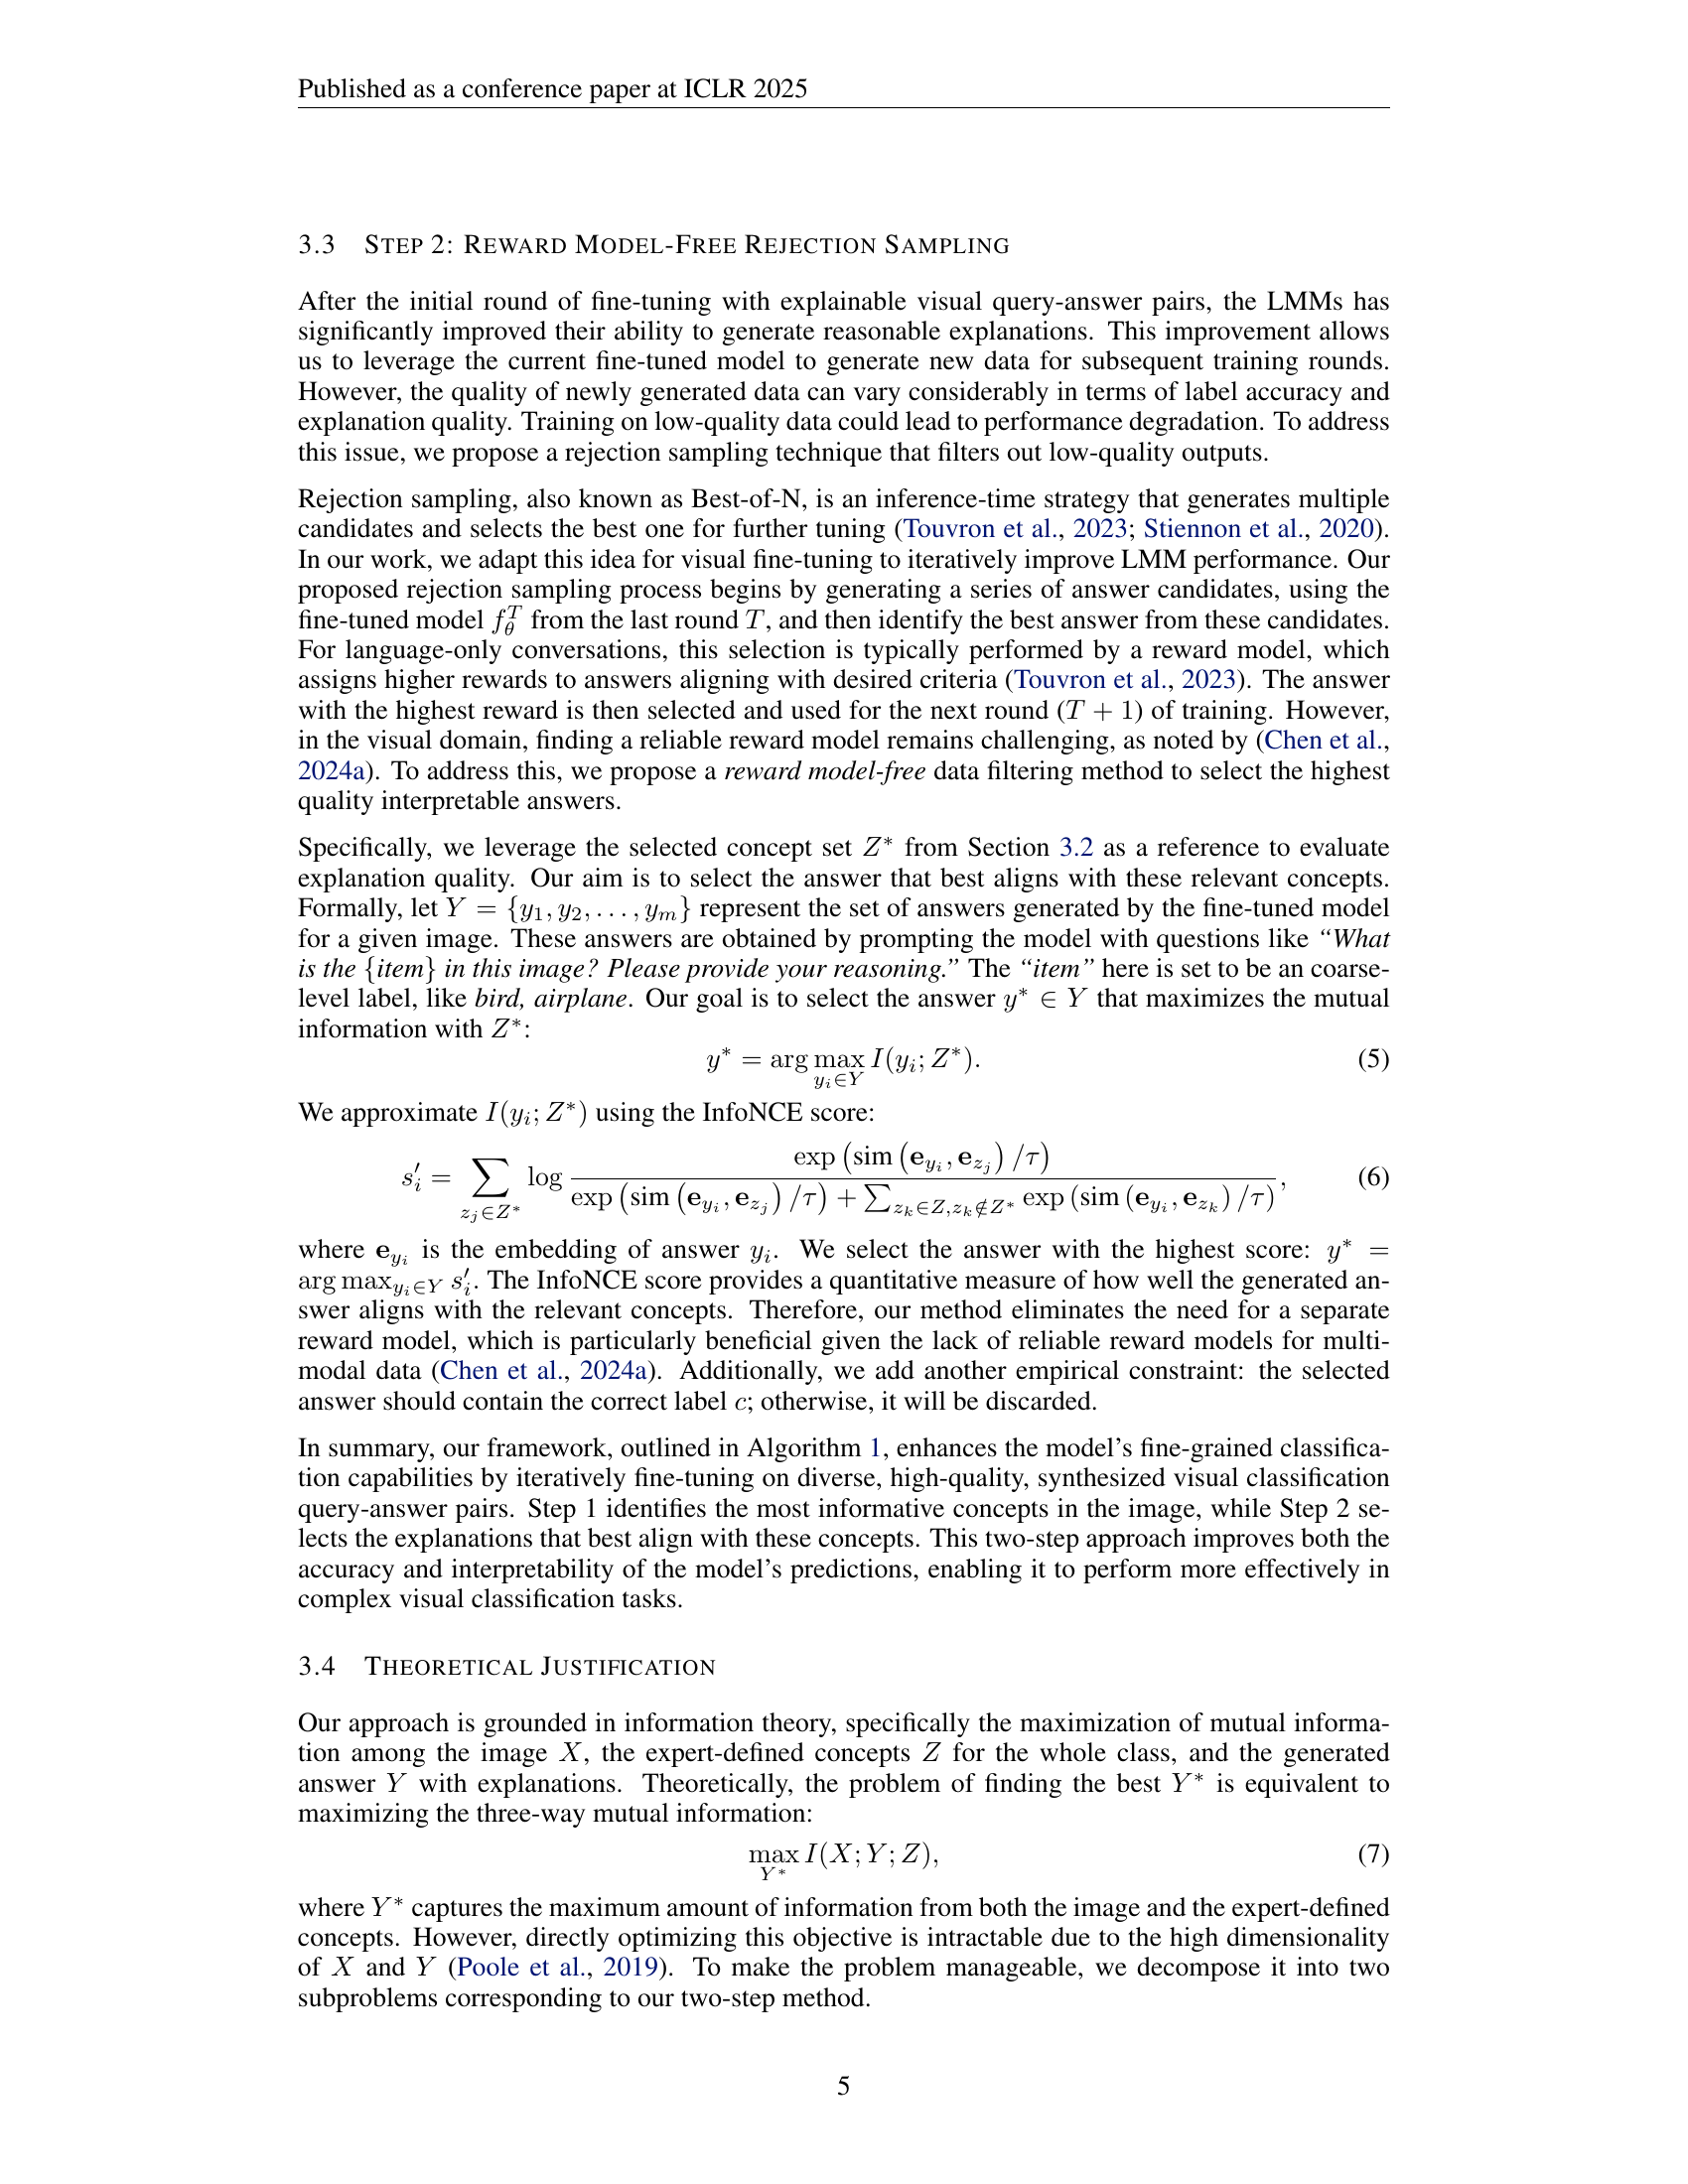 Published as a conference paper at ICLR 2025
3.3 STEP 2: REWARD MODEL-FREE REJECTION SAMPLING
After the initial round of fine-tuning with explainable visual query-answer pairs, the LMMs has
significantly improved their ability to generate reasonable explanations. This improvement allows
us to leverage the current fine-tuned model to generate new data for subsequent training rounds.
However, the quality of newly generated data can vary considerably in terms of label accuracy and
explanation quality. Training on low-quality data could lead to performance degradation. To address
this issue, we propose a rejection sampling technique that filters out low-quality outputs.
Rejection sampling, also known as Best-of-N, is an inference-time strategy that generates multiple
candidates and selects the best one for further tuning (Touvron et al., 2023; Stiennon et al., 2020).
In our work, we adapt this idea for visual fine-tuning to iteratively improve LMM performance. Our
proposed rejection sampling process begins by generating a series of answer candidates, using the
fine-tuned model $f_\theta^T$ from the last round $T$, and then identify the best answer from these candidates.
For language-only conversations, this selection is typically performed by a reward model, which
assigns higher rewards to answers aligning with desired criteria (Touvron et al., 2023). The answer
with the highest reward is then selected and used for the next round ($T + 1$) of training. However,
in the visual domain, finding a reliable reward model remains challenging, as noted by (Chen et al.,
2024a). To address this, we propose a reward model-free data filtering method to select the highest
quality interpretable answers.
Specifically, we leverage the selected concept set $Z^*$ from Section 3.2 as a reference to evaluate
explanation quality. Our aim is to select the answer that best aligns with these relevant concepts.
Formally, let $Y = \{y_1, y_2, \ldots, y_m\}$ represent the set of answers generated by the fine-tuned model
for a given image. These answers are obtained by prompting the model with questions like “What
is the {item} in this image? Please provide your reasoning.” The “item” here is set to be an coarse-
level label, like bird, airplane. Our goal is to select the answer $y^* \in Y$ that maximizes the mutual
information with $Z^*$:
$y^* = \arg\max_{y_i \in Y} I(y_i; Z^*).$ (5)
We approximate $I(y_i; Z^*)$ using the InfoNCE score:
$s'_i = \sum_{z_j \in Z^*} \log \frac{\exp(\text{sim}(\mathbf{e}_{y_i}, \mathbf{e}_{z_j})/\tau)}{\exp(\text{sim}(\mathbf{e}_{y_i}, \mathbf{e}_{z_j})/\tau) + \sum_{z_k \in Z, z_k \notin Z^*} \exp(\text{sim}(\mathbf{e}_{y_i}, \mathbf{e}_{z_k})/\tau)},$ (6)
where $\mathbf{e}_{y_i}$ is the embedding of answer $y_i$. We select the answer with the highest score: $y^* =$
$\arg\max_{y_i \in Y} s'_i$. The InfoNCE score provides a quantitative measure of how well the generated an-
swer aligns with the relevant concepts. Therefore, our method eliminates the need for a separate
reward model, which is particularly beneficial given the lack of reliable reward models for multi-
modal data (Chen et al., 2024a). Additionally, we add another empirical constraint: the selected
answer should contain the correct label $c$; otherwise, it will be discarded.
In summary, our framework, outlined in Algorithm 1, enhances the model’s fine-grained classifica-
tion capabilities by iteratively fine-tuning on diverse, high-quality, synthesized visual classification
query-answer pairs. Step 1 identifies the most informative concepts in the image, while Step 2 se-
lects the explanations that best align with these concepts. This two-step approach improves both the
accuracy and interpretability of the model’s predictions, enabling it to perform more effectively in
complex visual classification tasks.
3.4 THEORETICAL JUSTIFICATION
Our approach is grounded in information theory, specifically the maximization of mutual informa-
tion among the image $X$, the expert-defined concepts $Z$ for the whole class, and the generated
answer $Y$ with explanations. Theoretically, the problem of finding the best $Y^*$ is equivalent to
maximizing the three-way mutual information:
$\max_{Y^*} I(X; Y; Z),$ (7)
where $Y^*$ captures the maximum amount of information from both the image and the expert-defined
concepts. However, directly optimizing this objective is intractable due to the high dimensionality
of $X$ and $Y$ (Poole et al., 2019). To make the problem manageable, we decompose it into two
subproblems corresponding to our two-step method.
5